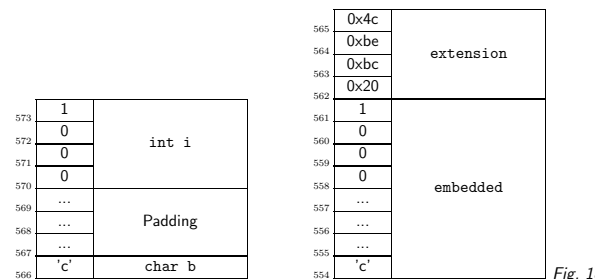 573 1
572 0 int i
571 0
570 0
569 ...
568 ... Padding
567 ...
566 'c' char b
565 0x4c
564 0xbe extension
563 0xbc
562 0x20
561 1
560 0
559 0
558 0 embedded
557 ...
556 ...
555 ...
554 'c'
Fig. 1.